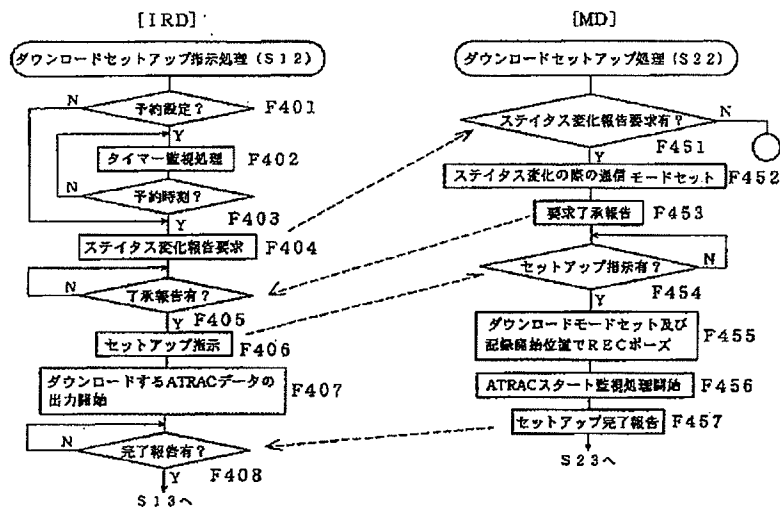 [IRD]
ダウンロードセットアップ指示処理(S12)
予約設定?
N
F401
Y
タイマー監視処理
F402
予約時刻?
N
F403
Y
ステイタス変化報告要求
F404
了承報告有?
N
F405
Y
セットアップ指示
F406
ダウンロードするATRACデータの
出力開始
F407
完了報告有?
N
F408
Y
S13へ
[MD]
ダウンロードセットアップ処理(S22)
ステイタス変化報告要求有?
N
F451
Y
ステイタス変化の際の通信モードセット
F452
要求了承報告
F453
セットアップ指示有?
N
F454
Y
ダウンロードモードセット及び
記録開始位置でRECポーズ
F455
ATRACスタート監視処理開始
F456
セットアップ完了報告
F457
S23へ